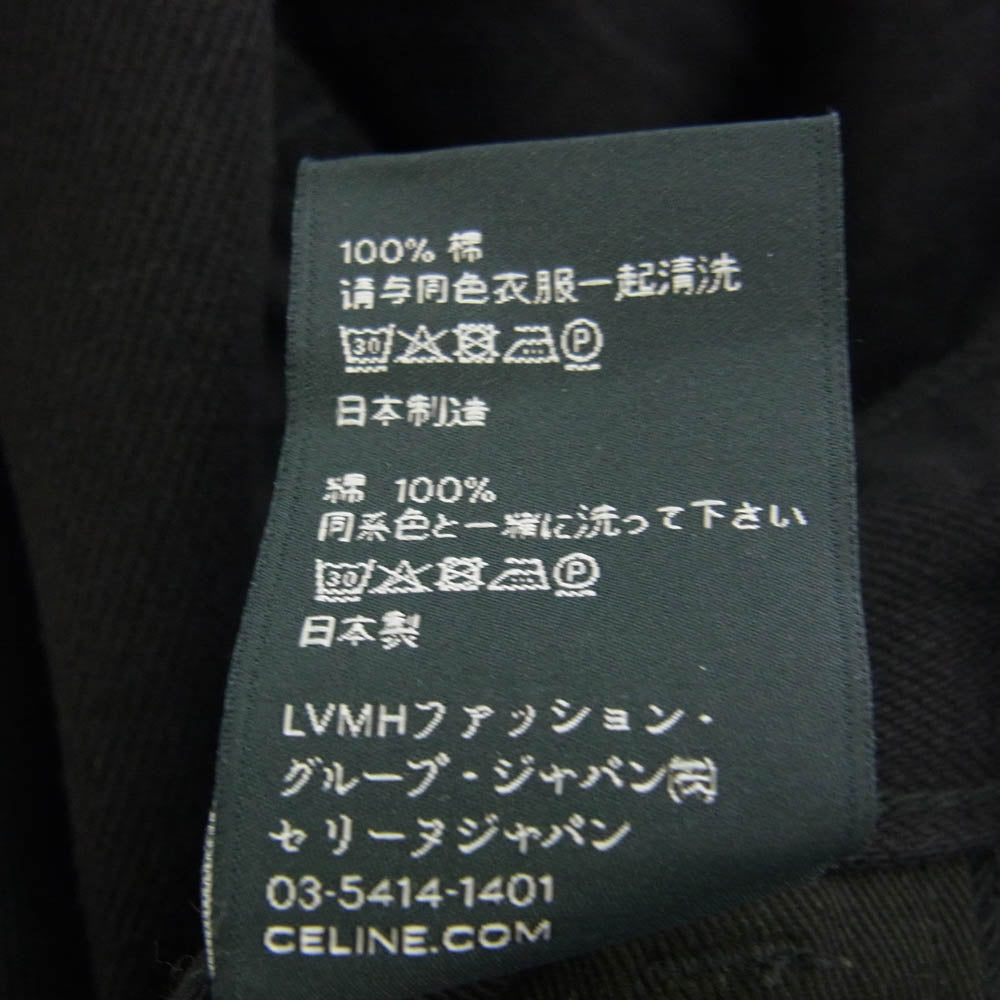 100% 棉
请与同色衣服一起清洗
30 P
日本制造
綿 100%
同系色と一緒に洗って下さい
30 P
日本製
LVMHファッション・
グループ・ジャパン㈱
セリーヌジャパン
03-5414-1401
CELINE.COM